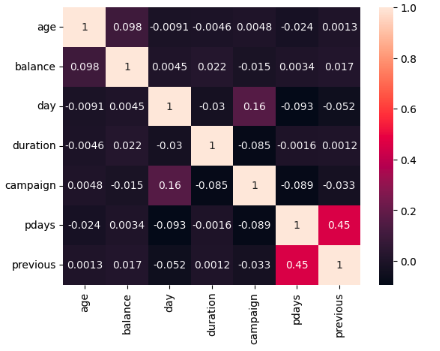 age 1 0.098 -0.0091 -0.0046 0.0048 -0.024 0.0013
balance 0.098 1 0.0045 0.022 -0.015 0.0034 0.017
day -0.0091 0.0045 1 -0.03 0.16 -0.093 -0.052
duration -0.0046 0.022 -0.03 1 -0.085 -0.0016 0.0012
campaign 0.0048 -0.015 0.16 -0.085 1 -0.089 -0.033
pdays -0.024 0.0034 -0.093 -0.0016 -0.089 1 0.45
previous 0.0013 0.017 -0.052 0.0012 -0.033 0.45 1
age balance day duration campaign pdays previous
1.0
0.8
0.6
0.4
0.2
0.0